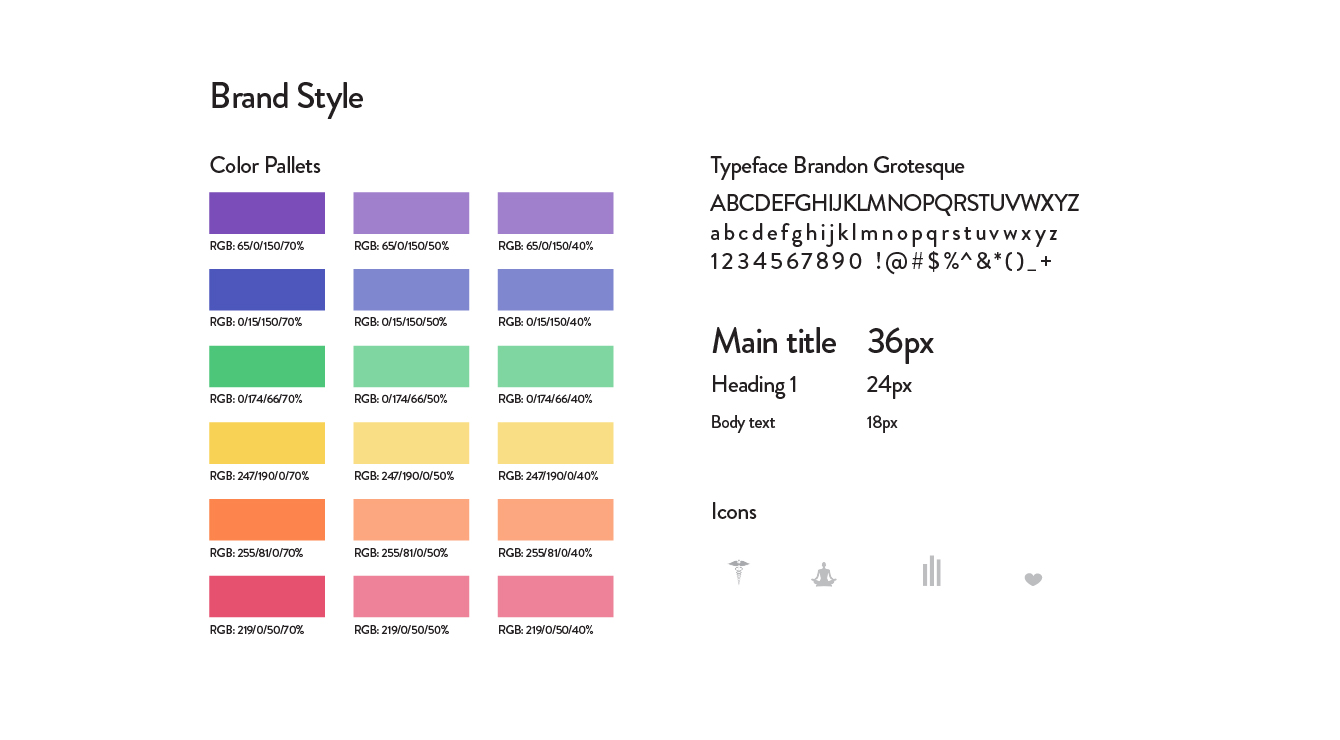 Brand Style
Color Pallets
RGB: 65/0/150/70%
RGB: 65/0/150/50%
RGB: 65/0/150/40%
RGB: 0/15/150/70%
RGB: 0/15/150/50%
RGB: 0/15/150/40%
RGB: 0/174/66/70%
RGB: 0/174/66/50%
RGB: 0/174/66/40%
RGB: 247/190/0/70%
RGB: 247/190/0/50%
RGB: 247/190/0/40%
RGB: 255/81/0/70%
RGB: 255/81/0/50%
RGB: 255/81/0/40%
RGB: 219/0/50/70%
RGB: 219/0/50/50%
RGB: 219/0/50/40%
Typeface Brandon Grotesque
ABCDEFGHIJKLMNOPQRSTUVWXYZ
a b c d e f g h i j k l m n o p q r s t u v w x y z
1 2 3 4 5 6 7 8 9 0 ! @ # $ % ^ & * ( ) _ +
Main title 36px
Heading 1 24px
Body text 18px
Icons